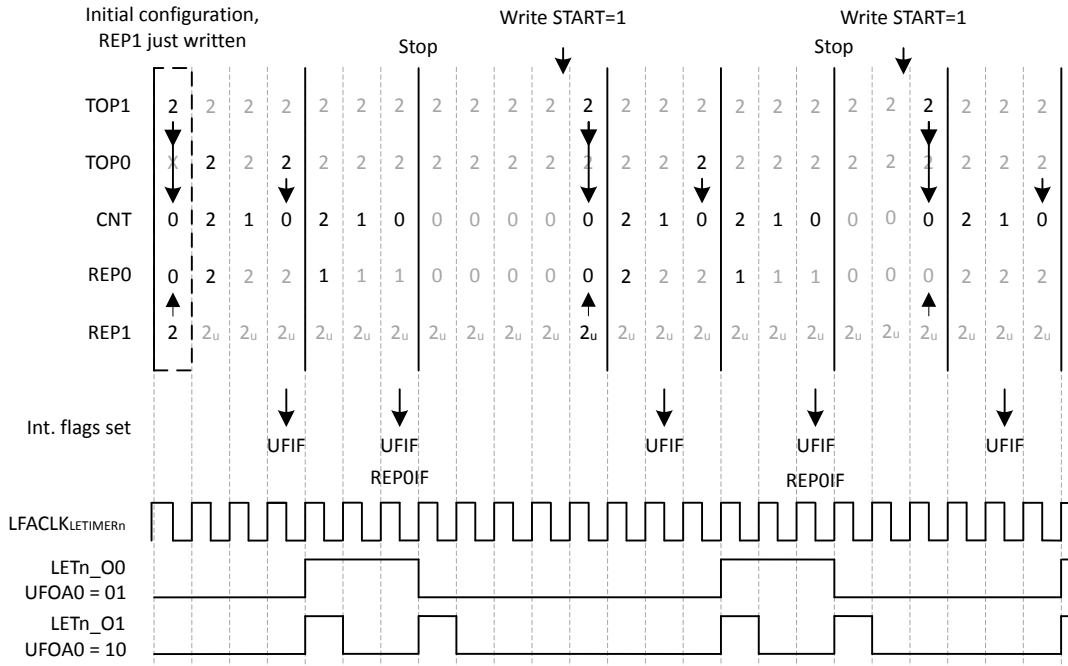 Initial configuration,
REP1 just written
Stop
Write START=1
Stop
Write START=1
TOP1 2 2 2 2 2 2 2 2 2 2 2 2 2 2 2 2 2 2 2 2 2 2 2 2
TOP0 X 2 2 2 2 2 2 2 2 2 2 2 2 2 2 2 2 2 2 2 2 2 2 2
CNT 0 2 1 0 2 1 0 0 0 0 0 0 2 1 0 2 1 0 0 0 0 2 1 0
REP0 0 2 2 2 1 1 1 0 0 0 0 0 2 2 2 1 1 1 0 0 0 2 2 2
REP1 2 2u 2u 2u 2u 2u 2u 2u 2u 2u 2u 2u 2u 2u 2u 2u 2u 2u 2u 2u 2u 2u 2u 2u
Int. flags set
UFIF UFIF UFIF UFIF UFIF
REP0IF REP0IF
LFACLKLETIMERn
LETn_O0
UFOA0 = 01
LETn_O1
UFOA0 = 10